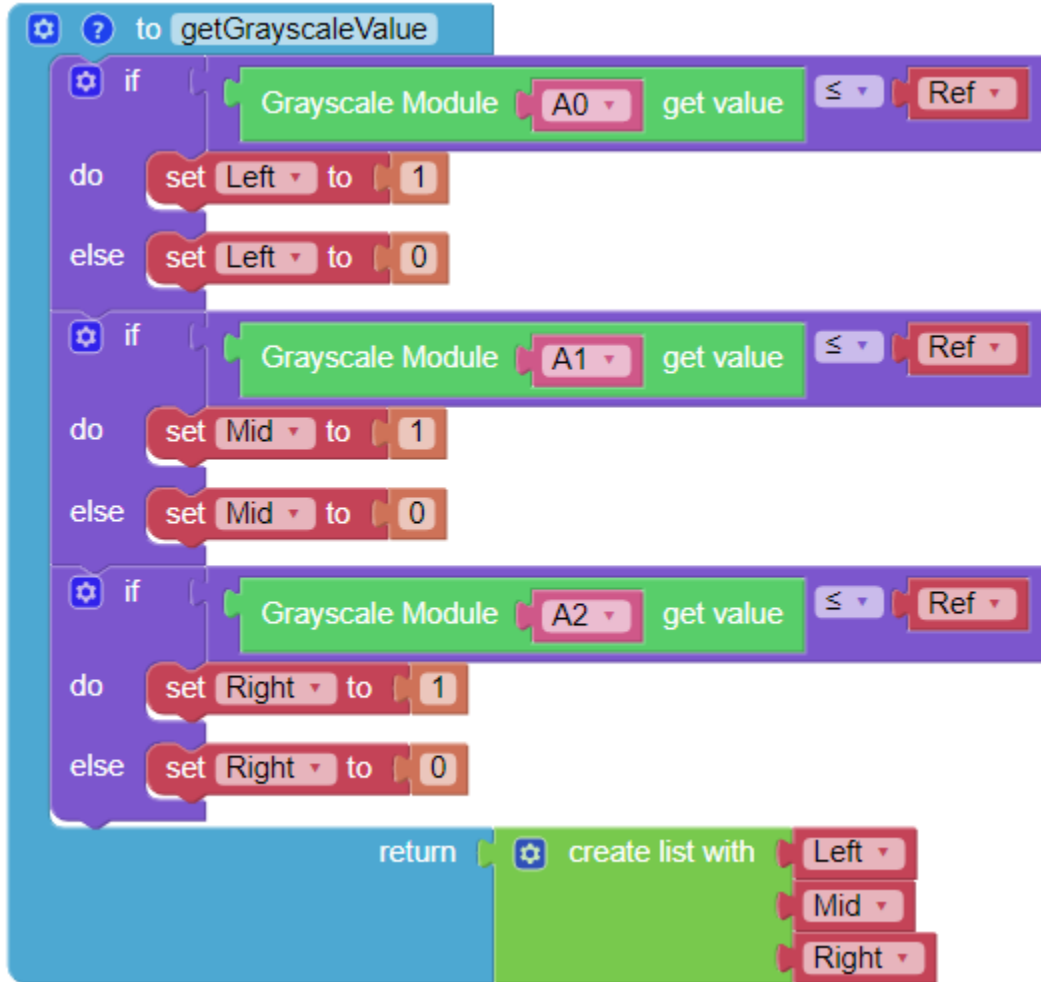 ? to getGrayscaleValue
if Grayscale Module A0 get value ≤ Ref
do set Left to 1
else set Left to 0
if Grayscale Module A1 get value ≤ Ref
do set Mid to 1
else set Mid to 0
if Grayscale Module A2 get value ≤ Ref
do set Right to 1
else set Right to 0
return create list with Left
Mid
Right